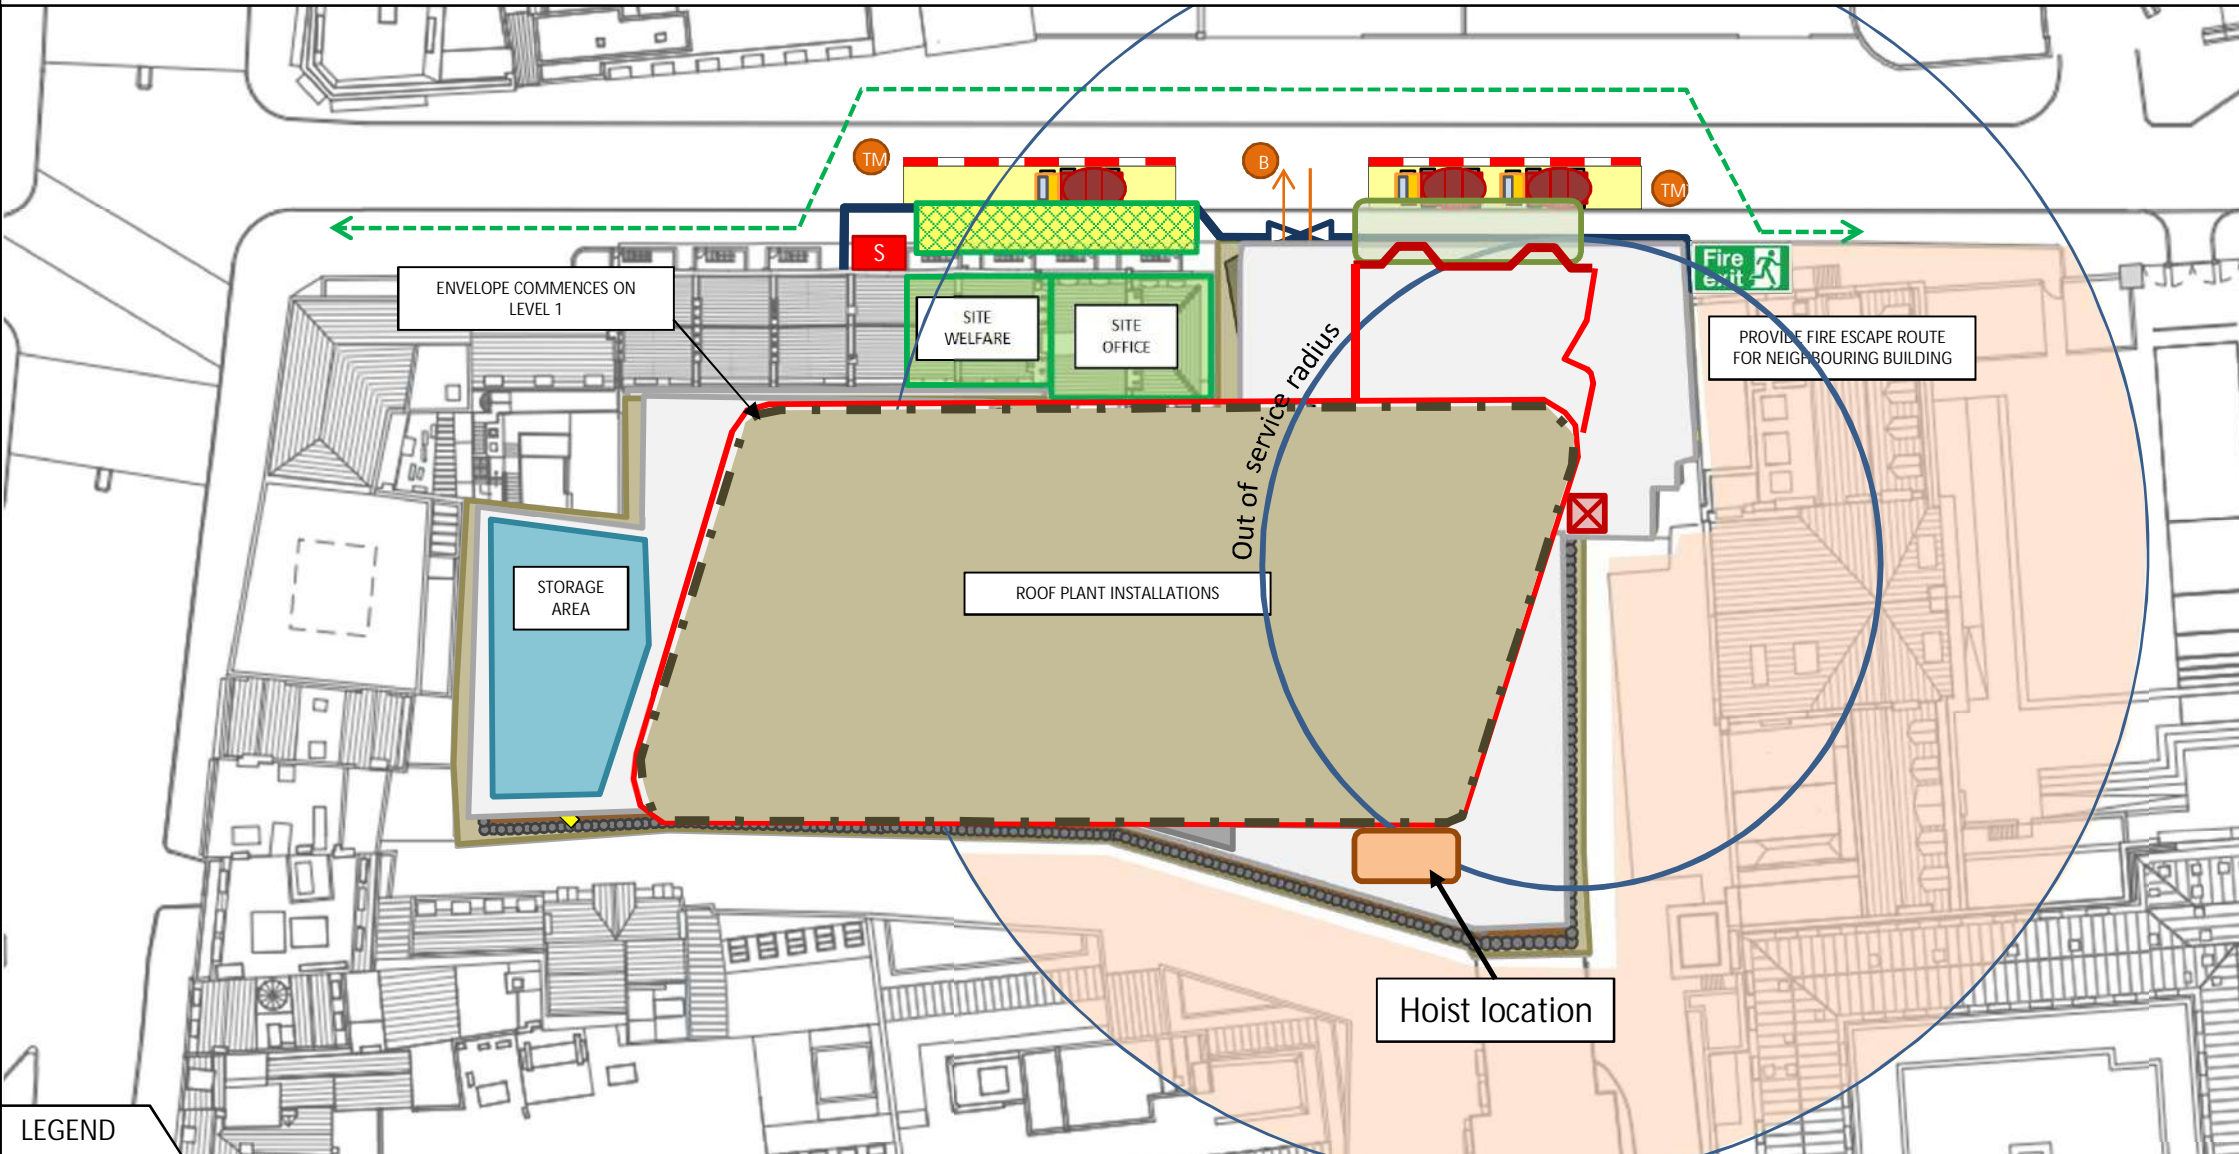 TM
B
TM
S
Fire
exit
ENVELOPE COMMENCES ON
LEVEL 1
SITE
WELFARE
SITE
OFFICE
PROVIDE FIRE ESCAPE ROUTE
FOR NEIGHBOURING BUILDING
Out of service radius
STORAGE
AREA
ROOF PLANT INSTALLATIONS
Hoist location
LEGEND